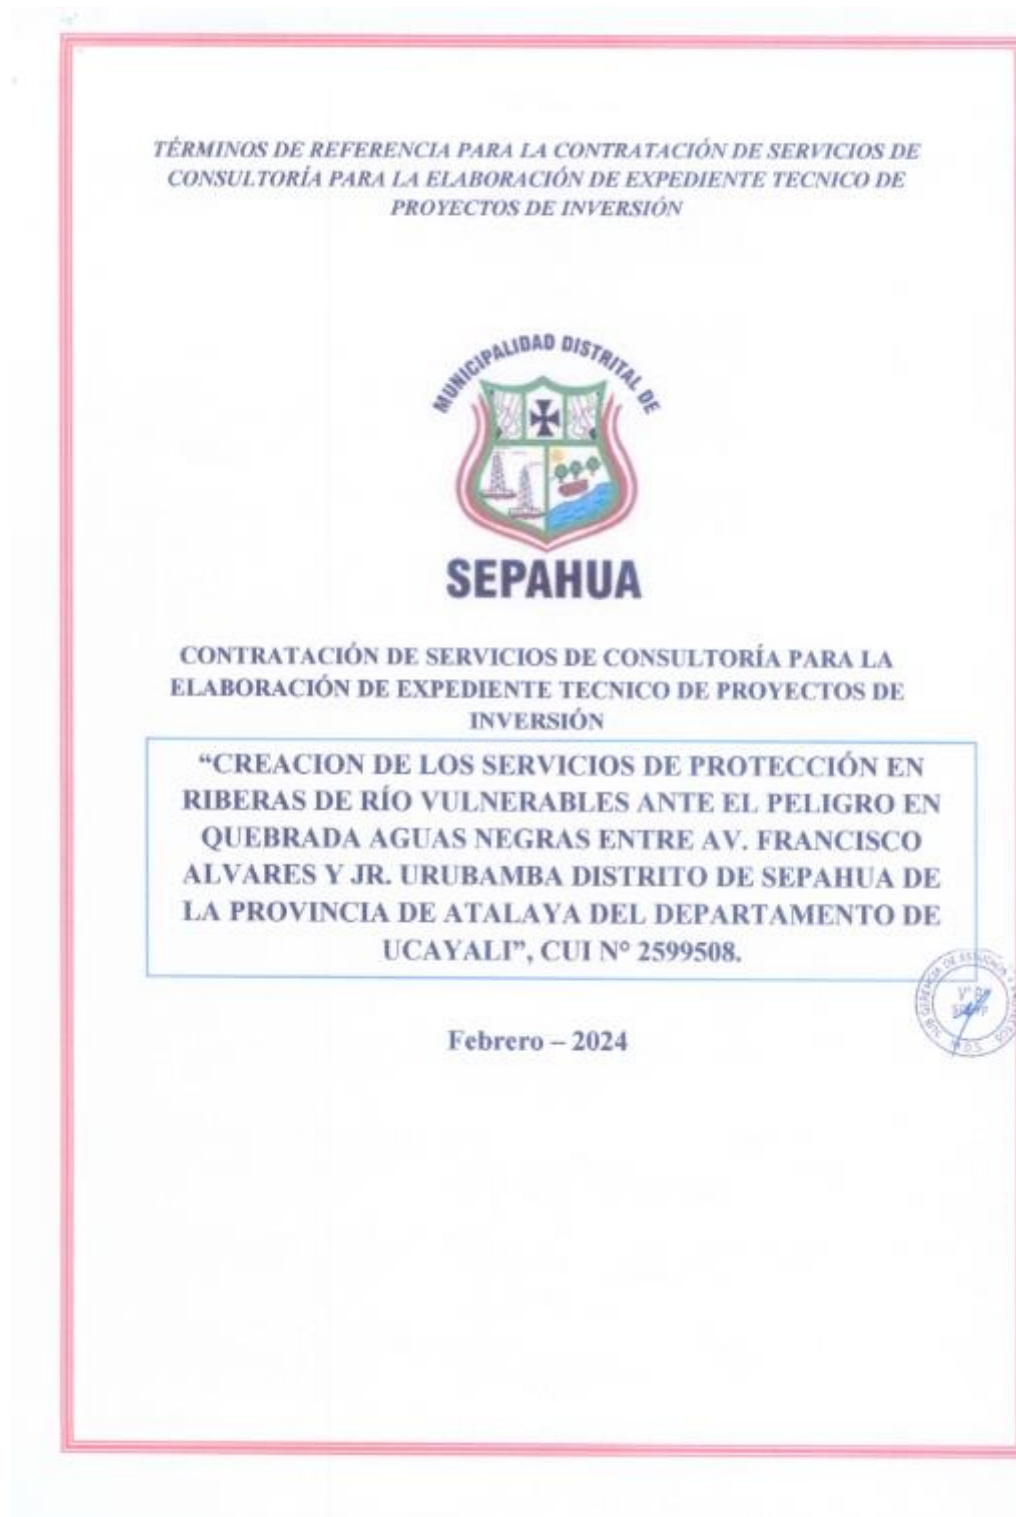 TÉRMINOS DE REFERENCIA PARA LA CONTRATACIÓN DE SERVICIOS DE
CONSULTORÍA PARA LA ELABORACIÓN DE EXPEDIENTE TECNICO DE
PROYECTOS DE INVERSIÓN
MUNICIPALIDAD DISTRITAL DE
SEPAHUA
CONTRATACIÓN DE SERVICIOS DE CONSULTORÍA PARA LA
ELABORACIÓN DE EXPEDIENTE TECNICO DE PROYECTOS DE
INVERSIÓN
“CREACION DE LOS SERVICIOS DE PROTECCIÓN EN
RIBERAS DE RÍO VULNERABLES ANTE EL PELIGRO EN
QUEBRADA AGUAS NEGRAS ENTRE AV. FRANCISCO
ALVARES Y JR. URUBAMBA DISTRITO DE SEPAHUA DE
LA PROVINCIA DE ATALAYA DEL DEPARTAMENTO DE
UCAYALI”, CUI N° 2599508.
SUB GERENCIA DE ESTUDIOS
Febrero – 2024